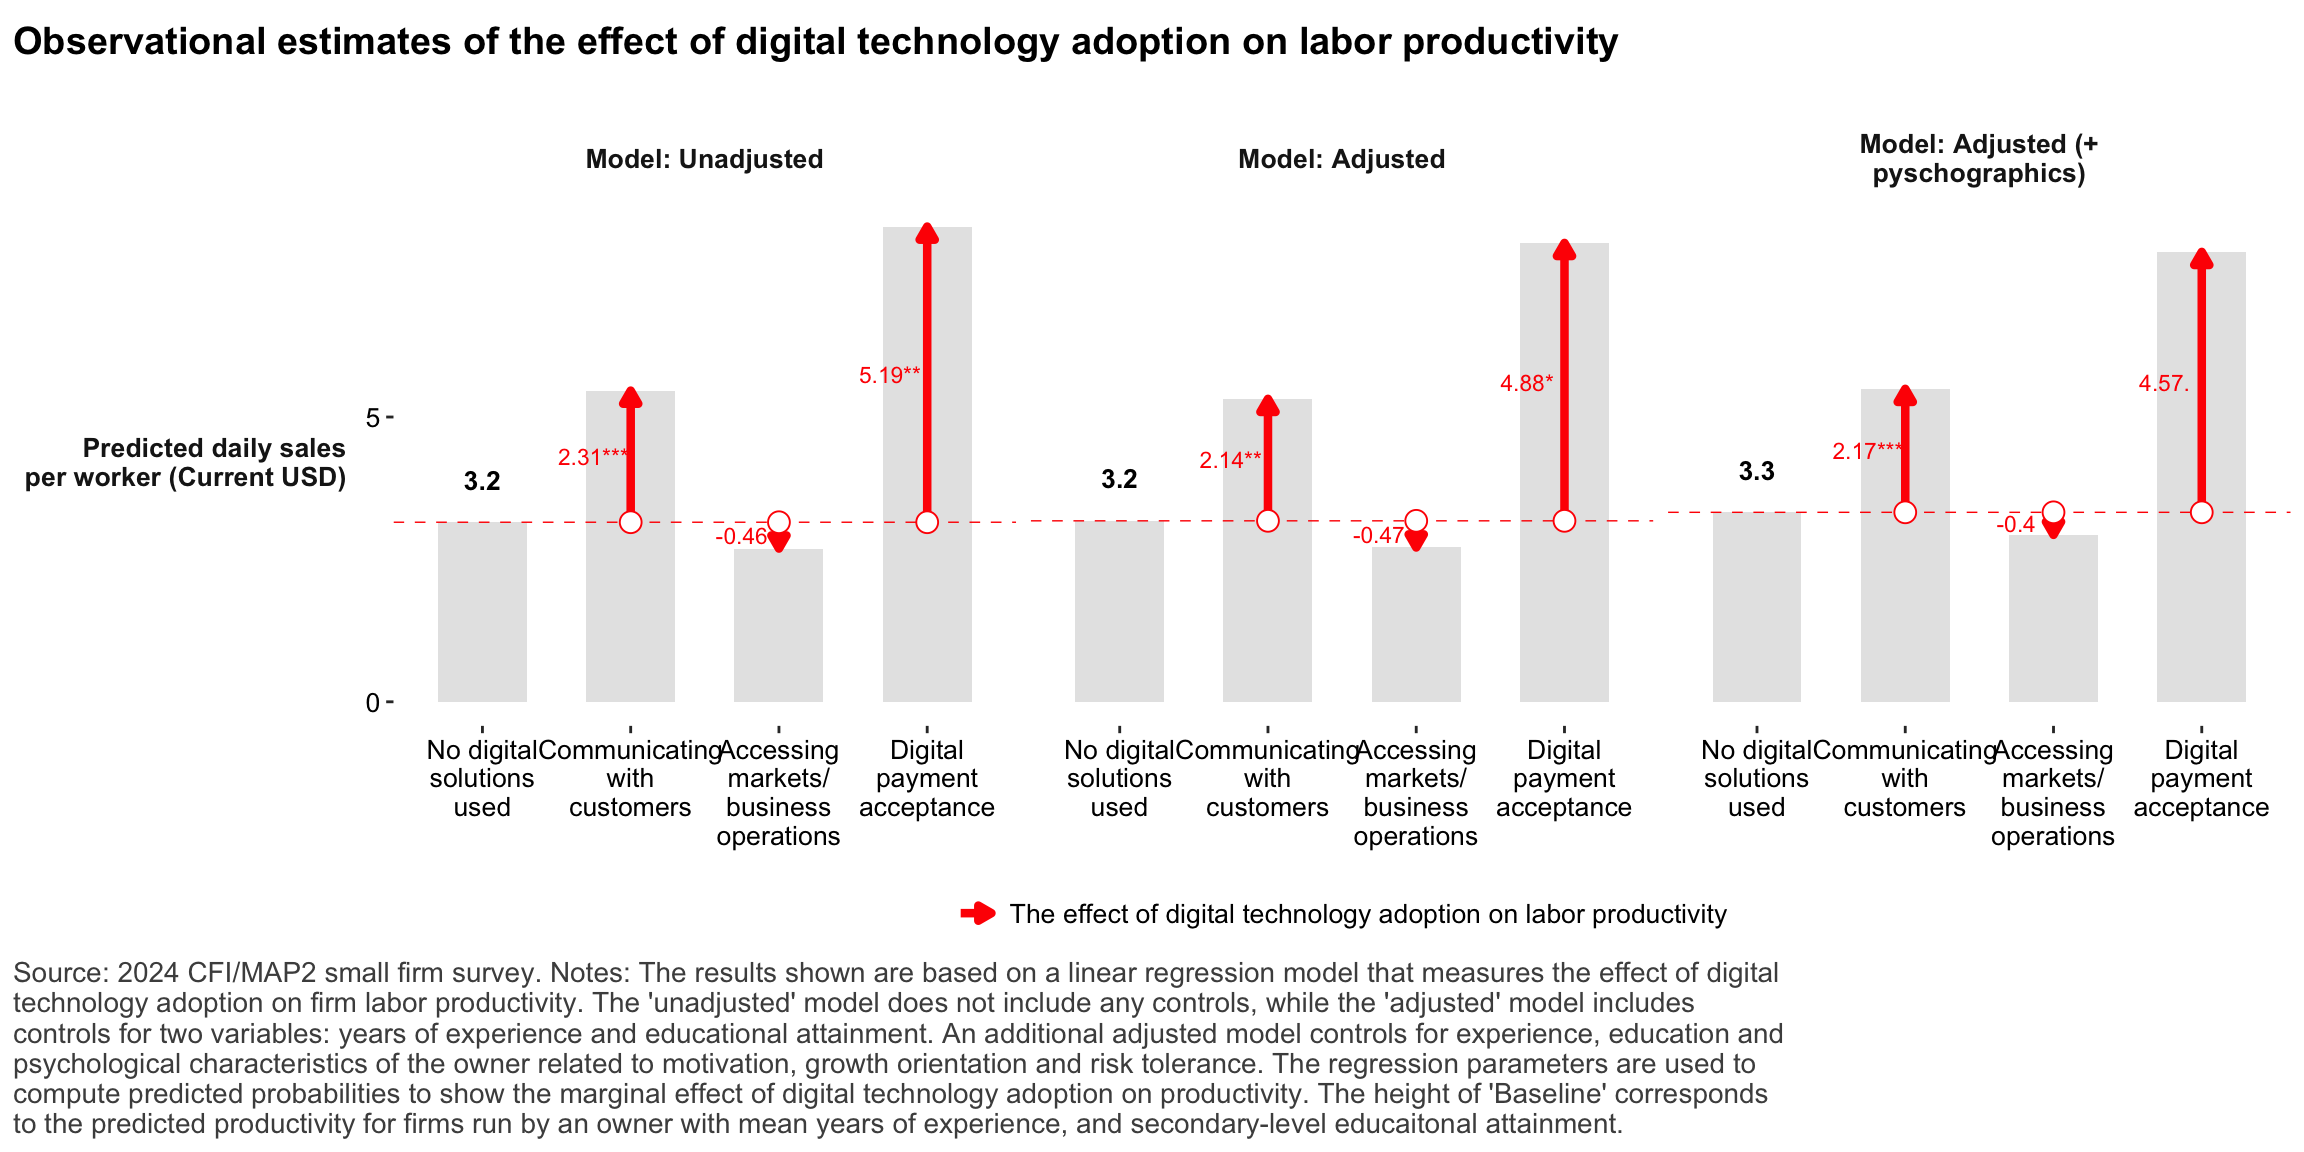 Observational estimates of the effect of digital technology adoption on labor productivity
Model: Unadjusted
Model: Adjusted
Model: Adjusted (+
pyschographics)
Predicted daily sales
per worker (Current USD)
5
0
3.2
2.31***
-0.46
5.19**
3.2
2.14**
-0.47
4.88*
3.3
2.17***
-0.4
4.57.
No digital
solutions
used
Communicating
with
customers
Accessing
markets/
business
operations
Digital
payment
acceptance
No digital
solutions
used
Communicating
with
customers
Accessing
markets/
business
operations
Digital
payment
acceptance
No digital
solutions
used
Communicating
with
customers
Accessing
markets/
business
operations
Digital
payment
acceptance
The effect of digital technology adoption on labor productivity
Source: 2024 CFI/MAP2 small firm survey. Notes: The results shown are based on a linear regression model that measures the effect of digital
technology adoption on firm labor productivity. The 'unadjusted' model does not include any controls, while the 'adjusted' model includes
controls for two variables: years of experience and educational attainment. An additional adjusted model controls for experience, education and
psychological characteristics of the owner related to motivation, growth orientation and risk tolerance. The regression parameters are used to
compute predicted probabilities to show the marginal effect of digital technology adoption on productivity. The height of 'Baseline' corresponds
to the predicted productivity for firms run by an owner with mean years of experience, and secondary-level educaitonal attainment.